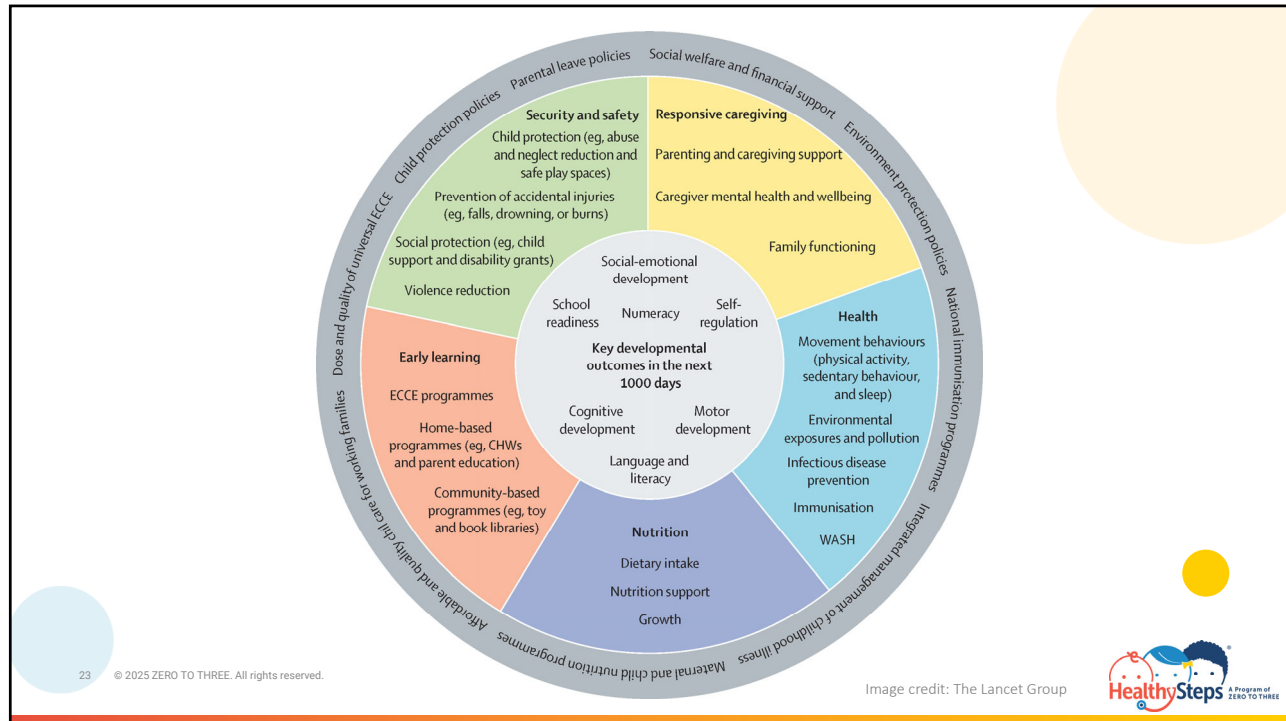 Dose and quality of universal ECCE
Child protection policies
Parental leave policies
Social welfare and financial support
Environment protection policies
National immunisation programmes
Integrated management of childhood illness
Maternal and child nutrition programmes
Affordable and quality child care for working families
Security and safety
Child protection (eg, abuse
and neglect reduction and
safe play spaces)
Prevention of accidental injuries
(eg, falls, drowning, or burns)
Social protection (eg, child
support and disability grants)
Violence reduction
Responsive caregiving
Parenting and caregiving support
Caregiver mental health and wellbeing
Family functioning
Health
Movement behaviours
(physical activity,
sedentary behaviour,
and sleep)
Environmental
exposures and pollution
Infectious disease
prevention
Immunisation
WASH
Nutrition
Dietary intake
Nutrition support
Growth
Early learning
ECCE programmes
Home-based
programmes (eg, CHWs
and parent education)
Community-based
programmes (eg, toy
and book libraries)
Social-emotional
development
School
readiness
Numeracy
Self-
regulation
Key developmental
outcomes in the next
1000 days
Cognitive
development
Motor
development
Language and
literacy
23 © 2025 ZERO TO THREE. All rights reserved.
Image credit: The Lancet Group
HealthySteps
A Program of
ZERO TO THREE
®